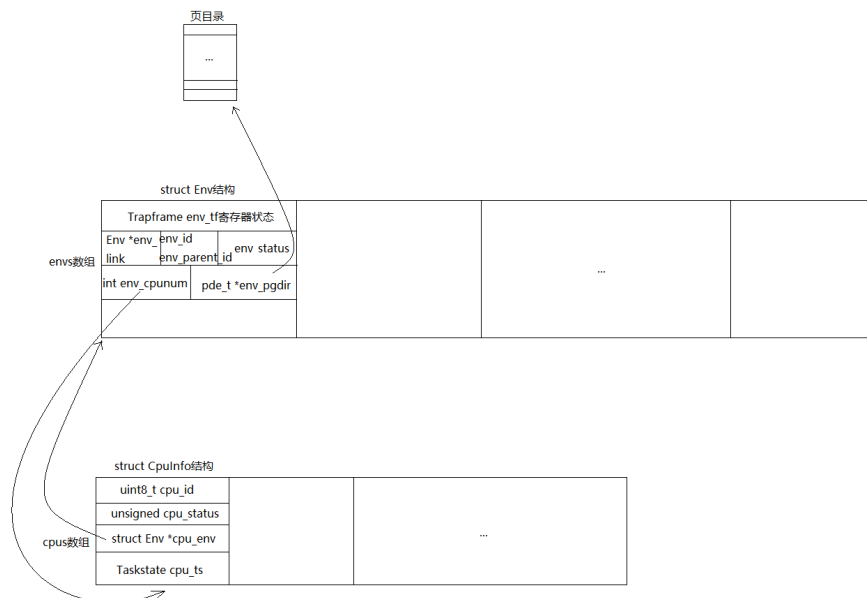 页目录
...
struct Env结构
Trapframe env_tf寄存器状态
Env *env_
link
env_id
env_parent_id
env status
envs数组
int env_cpunum
pde_t *env_pgdir
...
struct CpuInfo结构
uint8_t cpu_id
unsigned cpu_status
cpus数组
struct Env *cpu_env
...
Taskstate cpu_ts